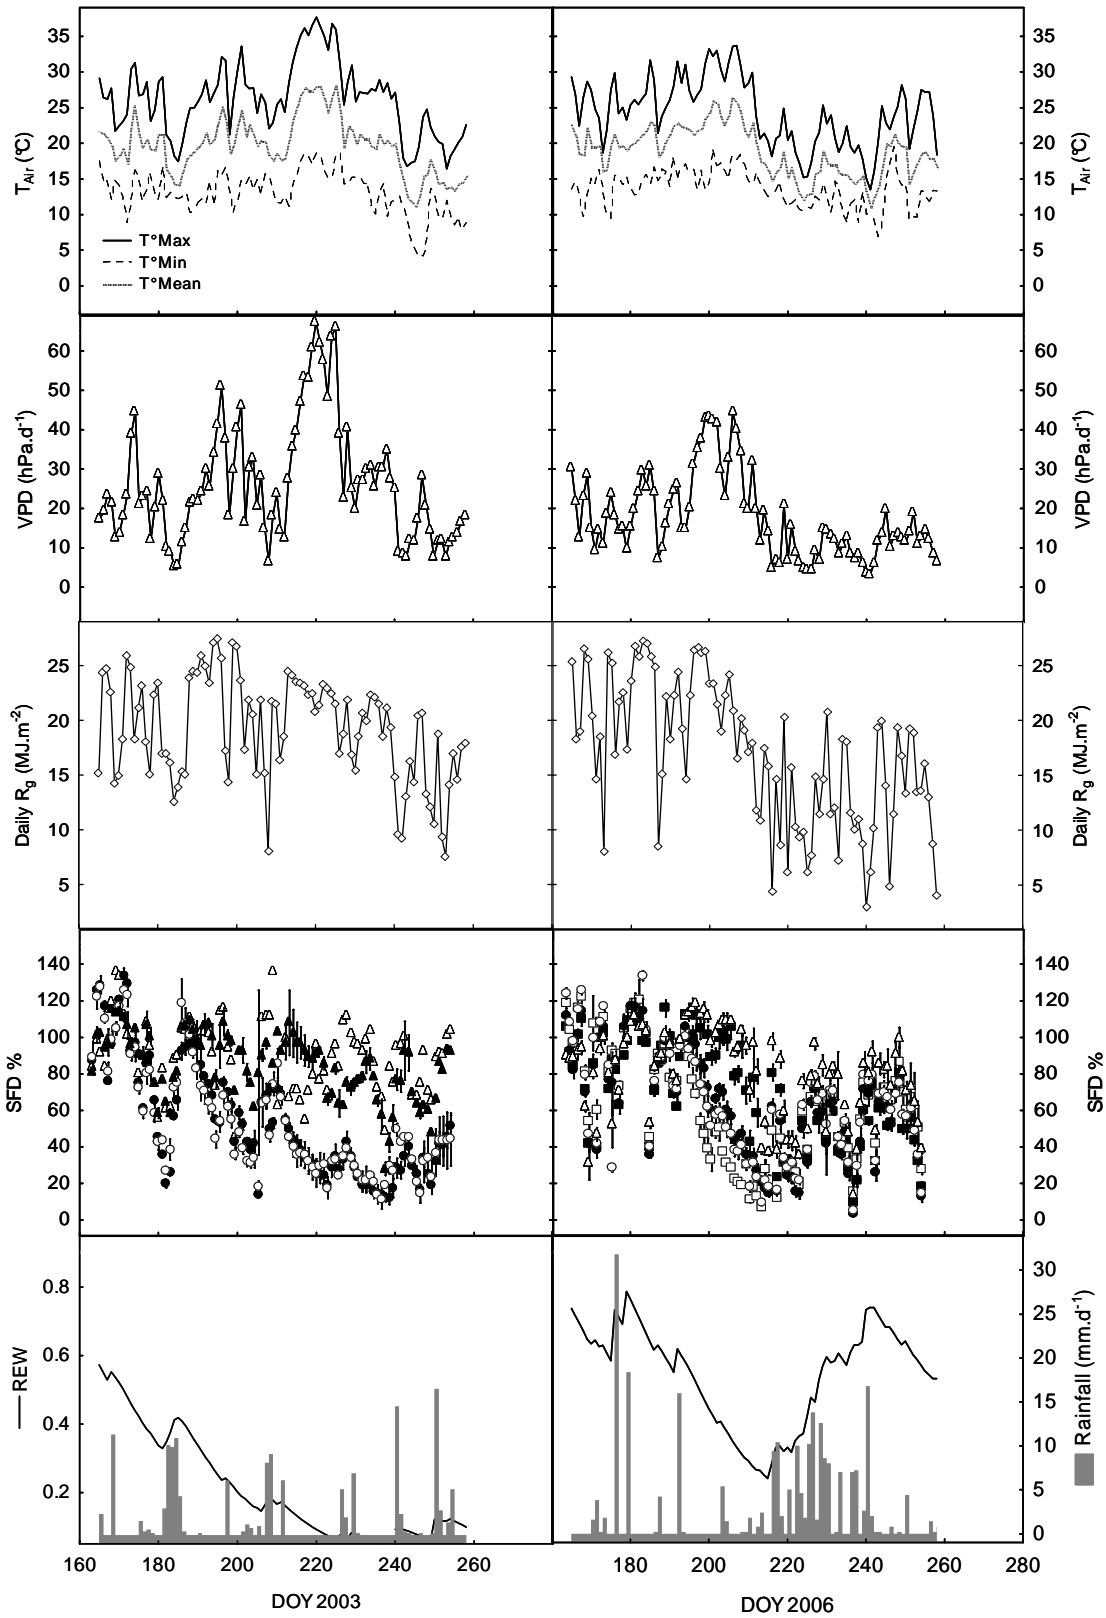 35 35
30 30
25 25
20 20
15 15
10 10
5 5
0 0
T_Air (°C)
T_Air (°C)
T°Max
T°Min
T°Mean
60 60
50 50
40 40
30 30
20 20
10 10
0 0
VPD (hPa.d⁻¹)
VPD (hPa.d⁻¹)
25 25
20 20
15 15
10 10
5 5
Daily R_g (MJ.m⁻²)
Daily R_g (MJ.m⁻²)
140 140
120 120
100 100
80 80
60 60
40 40
20 20
0 0
SFD %
SFD %
0.8
0.6
0.4
0.2
REW
30
25
20
15
10
5
0
Rainfall (mm.d⁻¹)
160 180 200 220 240 260 180 200 220 240 260 280
DOY 2003
DOY 2006